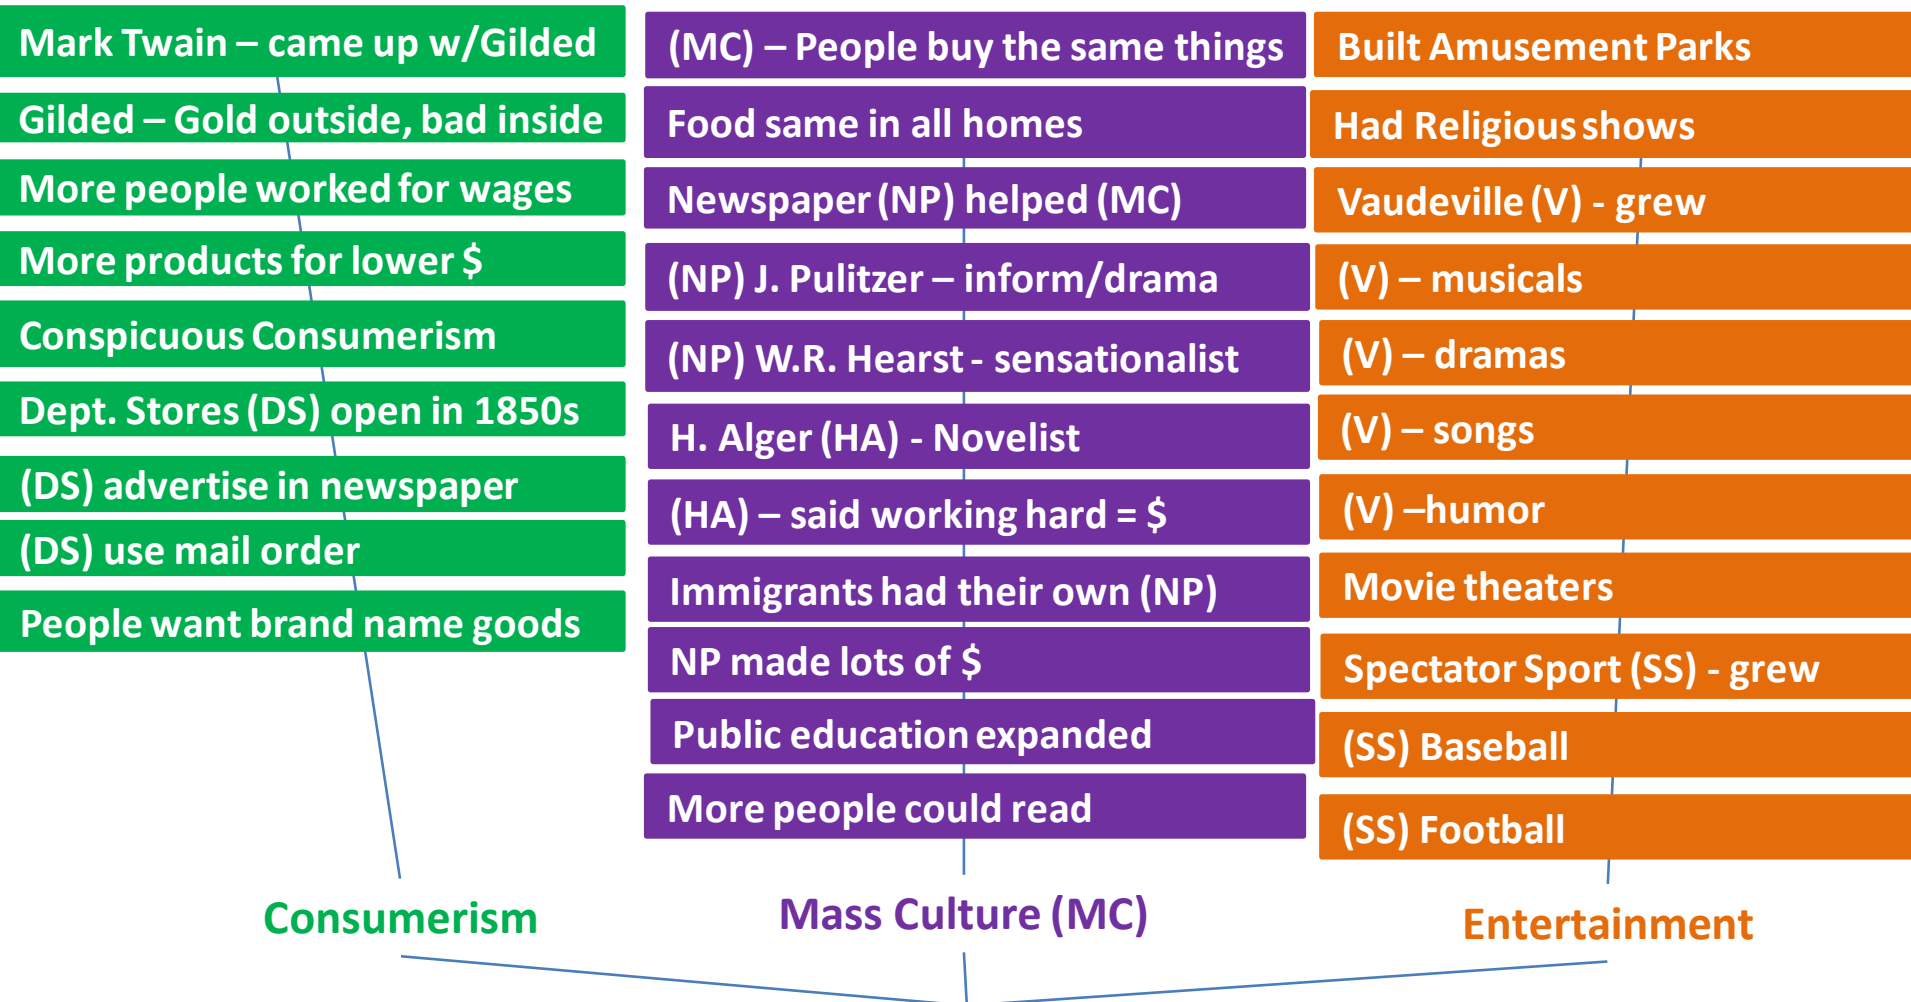 Mark Twain – came up w/Gilded
Gilded – Gold outside, bad inside
More people worked for wages
More products for lower $
Conspicuous Consumerism
Dept. Stores (DS) open in 1850s
(DS) advertise in newspaper
(DS) use mail order
People want brand name goods
Consumerism
(MC) – People buy the same things
Food same in all homes
Newspaper (NP) helped (MC)
(NP) J. Pulitzer – inform/drama
(NP) W.R. Hearst - sensationalist
H. Alger (HA) - Novelist
(HA) – said working hard = $
Immigrants had their own (NP)
NP made lots of $
Public education expanded
More people could read
Mass Culture (MC)
Built Amusement Parks
Had Religious shows
Vaudeville (V) - grew
(V) – musicals
(V) – dramas
(V) – songs
(V) –humor
Movie theaters
Spectator Sport (SS) - grew
(SS) Baseball
(SS) Football
Entertainment